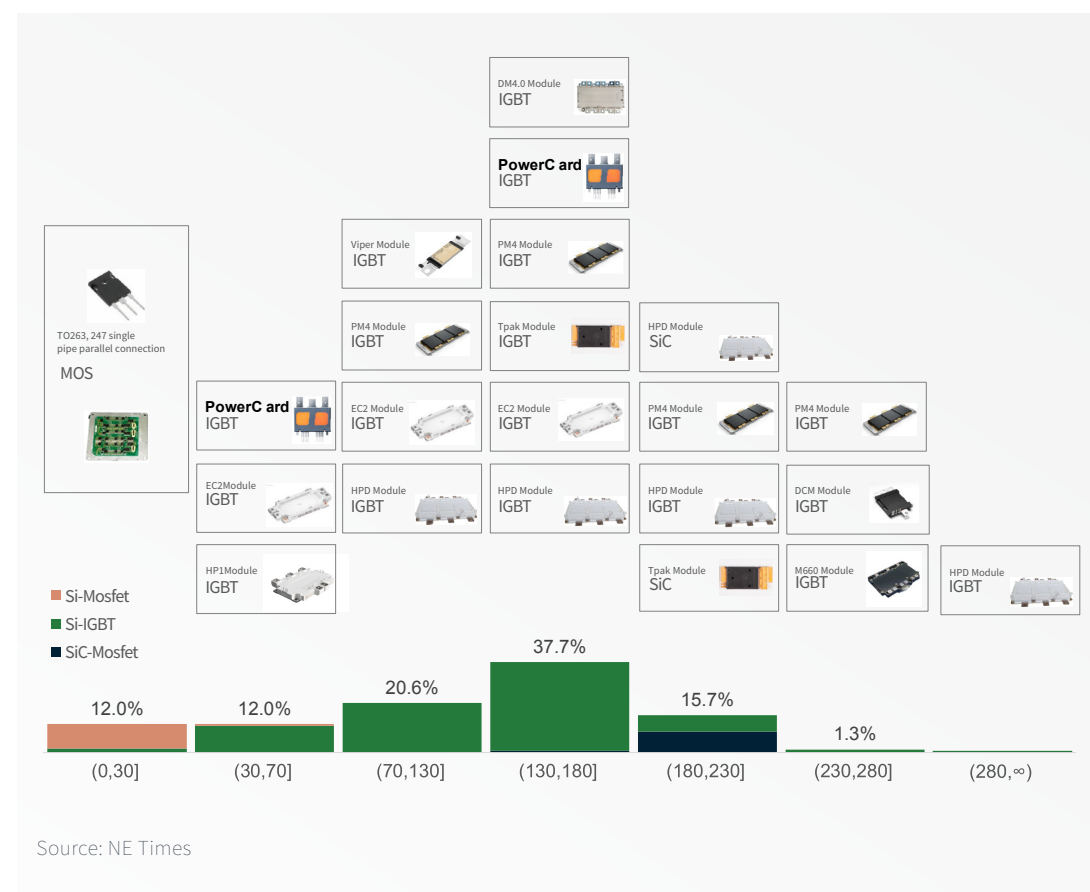 DM4.0 Module
IGBT
PowerC ard
IGBT
Viper Module
IGBT
PM4 Module
IGBT
TO263, 247 single
pipe parallel connection
MOS
PM4 Module
IGBT
Tpak Module
IGBT
HPD Module
SiC
PowerC ard
IGBT
EC2 Module
IGBT
EC2 Module
IGBT
PM4 Module
IGBT
PM4 Module
IGBT
EC2Module
IGBT
HPD Module
IGBT
HPD Module
IGBT
HPD Module
IGBT
DCM Module
IGBT
HP1Module
IGBT
Tpak Module
SiC
M660 Module
IGBT
HPD Module
IGBT
Si-Mosfet
Si-IGBT
SiC-Mosfet
12.0%
12.0%
20.6%
37.7%
15.7%
1.3%
(0,30]
(30,70]
(70,130]
(130,180]
(180,230]
(230,280]
(280,∞)
Source: NE Times